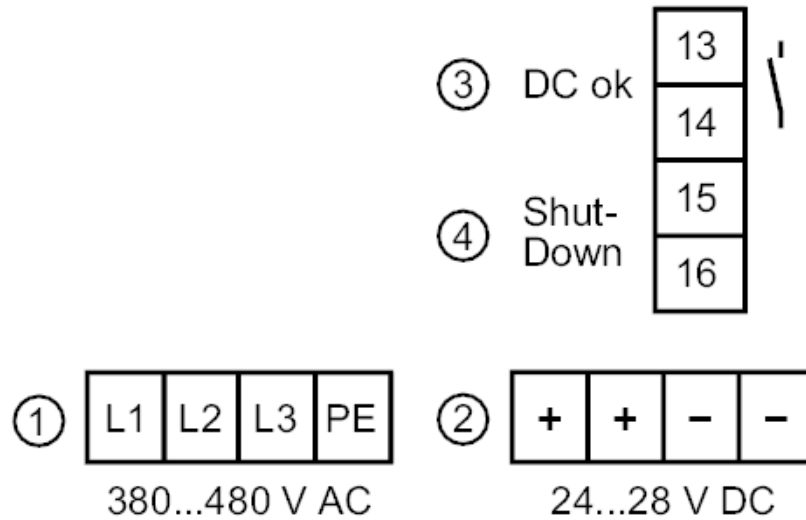 13
3 DC ok
14
15
4 Shut-
Down
16
1 L1 L2 L3 PE 2 + + − −
380...480 V AC 24...28 V DC